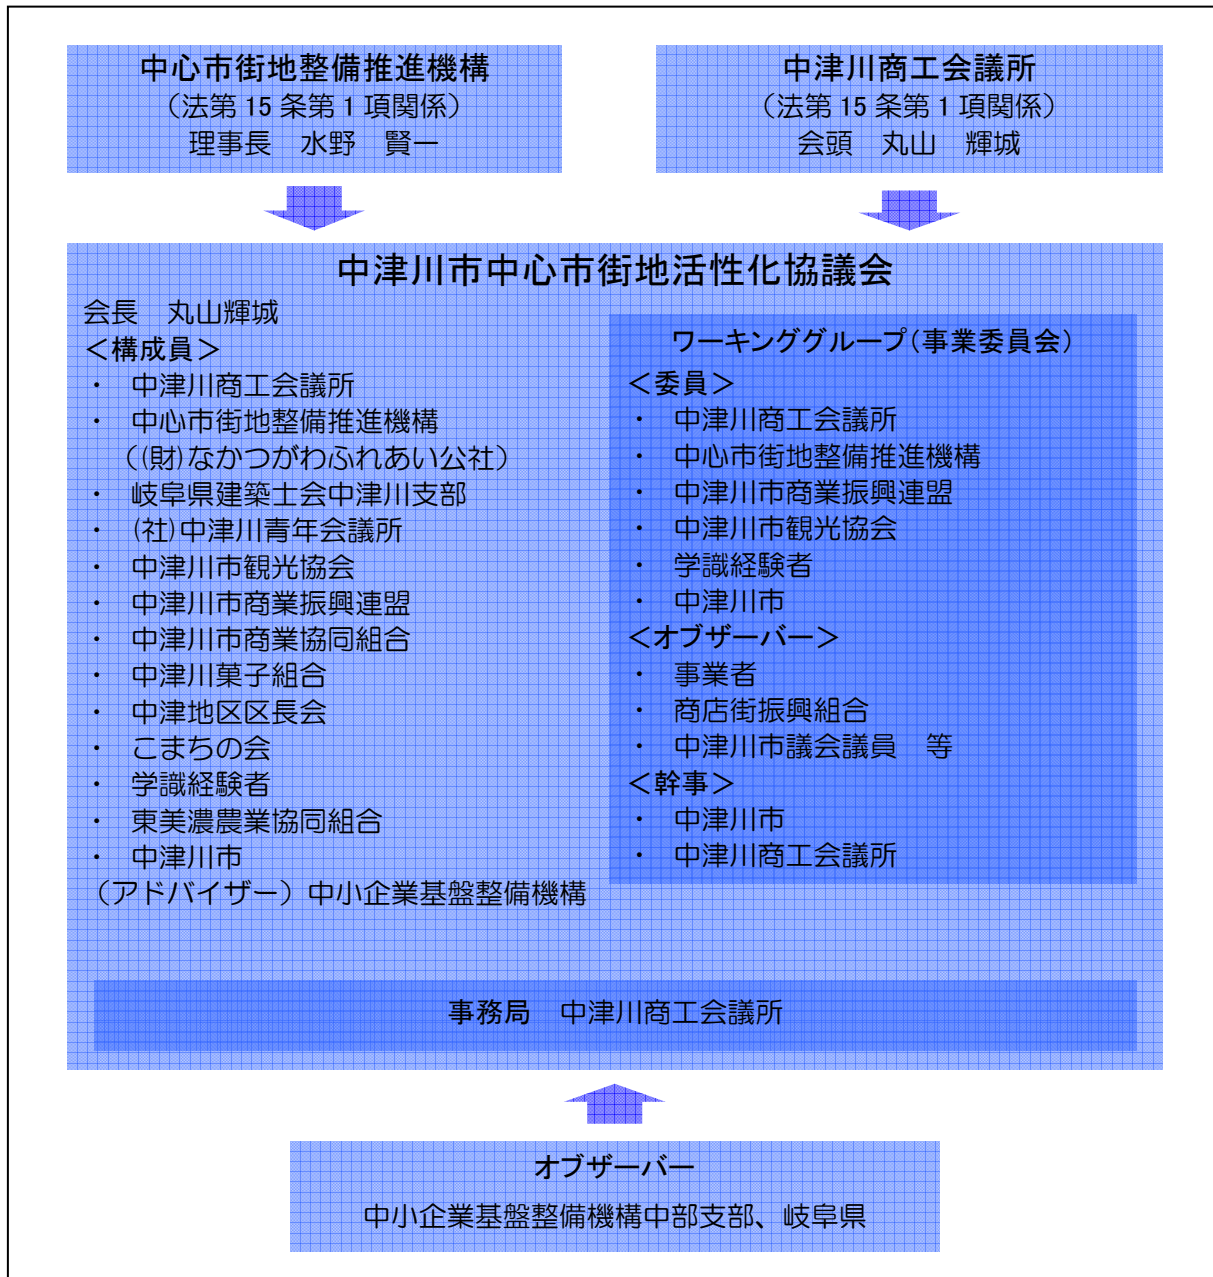 中心市街地整備推進機構
（法第 15 条第 1 項関係）
理事長　水野　賢一
中津川商工会議所
（法第 15 条第 1 項関係）
会頭　丸山　輝城
中津川市中心市街地活性化協議会
会長　丸山輝城
＜構成員＞
・　中津川商工会議所
・　中心市街地整備推進機構
（(財)なかつがわふれあい公社）
・　岐阜県建築士会中津川支部
・　(社)中津川青年会議所
・　中津川市観光協会
・　中津川市商業振興連盟
・　中津川市商業協同組合
・　中津川菓子組合
・　中津地区区長会
・　こまちの会
・　学識経験者
・　東美濃農業協同組合
・　中津川市
（アドバイザー）中小企業基盤整備機構
ワーキンググループ（事業委員会）
＜委員＞
・　中津川商工会議所
・　中心市街地整備推進機構
・　中津川市商業振興連盟
・　中津川市観光協会
・　学識経験者
・　中津川市
＜オブザーバー＞
・　事業者
・　商店街振興組合
・　中津川市議会議員　等
＜幹事＞
・　中津川市
・　中津川商工会議所
事務局　中津川商工会議所
オブザーバー
中小企業基盤整備機構中部支部、岐阜県